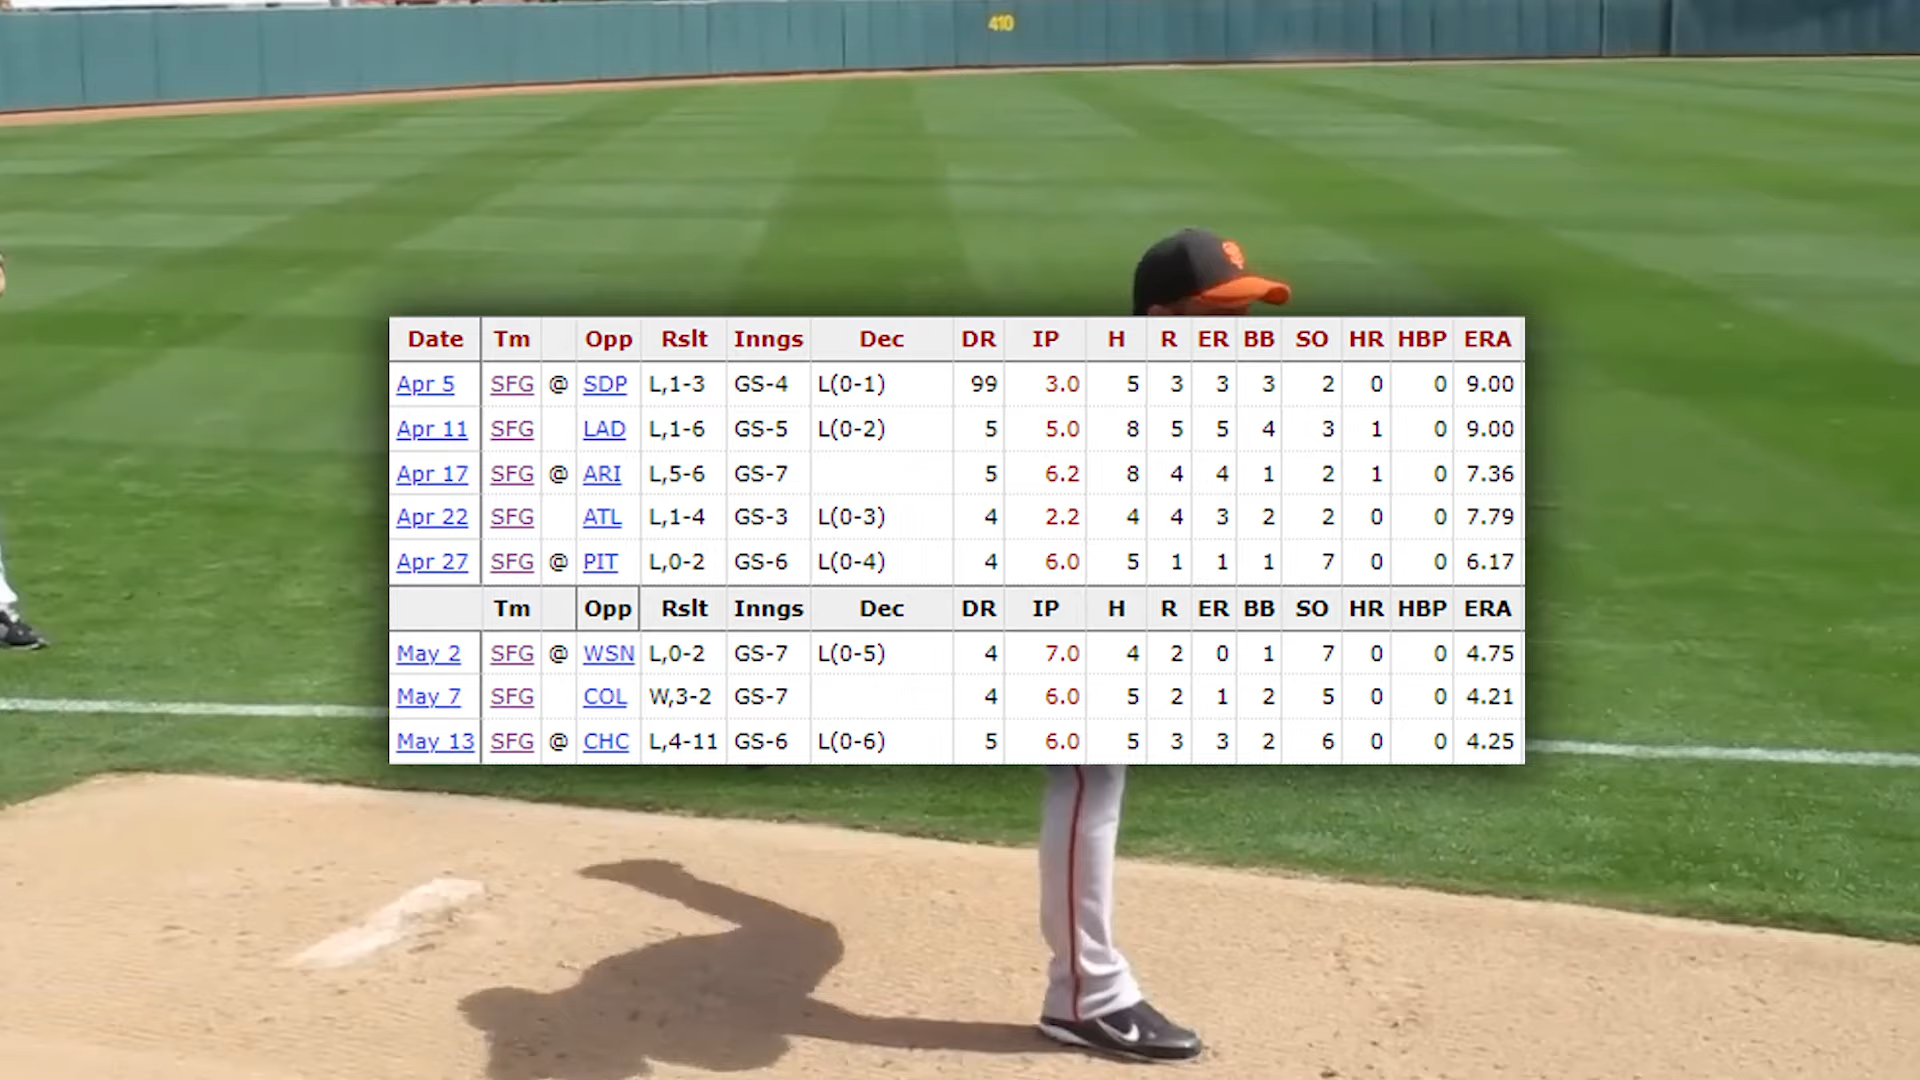 410
Date Tm Opp Rslt Inngs Dec DR IP H R ER BB SO HR HBP ERA
Apr 5 SFG @ SDP L,1-3 GS-4 L(0-1) 99 3.0 5 3 3 3 2 0 0 9.00
Apr 11 SFG LAD L,1-6 GS-5 L(0-2) 5 5.0 8 5 5 4 3 1 0 9.00
Apr 17 SFG @ ARI L,5-6 GS-7 5 6.2 8 4 4 1 2 1 0 7.36
Apr 22 SFG ATL L,1-4 GS-3 L(0-3) 4 2.2 4 4 3 2 2 0 0 7.79
Apr 27 SFG @ PIT L,0-2 GS-6 L(0-4) 4 6.0 5 1 1 1 7 0 0 6.17
Tm Opp Rslt Inngs Dec DR IP H R ER BB SO HR HBP ERA
May 2 SFG @ WSN L,0-2 GS-7 L(0-5) 4 7.0 4 2 0 1 7 0 0 4.75
May 7 SFG COL W,3-2 GS-7 4 6.0 5 2 1 2 5 0 0 4.21
May 13 SFG @ CHC L,4-11 GS-6 L(0-6) 5 6.0 5 3 3 2 6 0 0 4.25